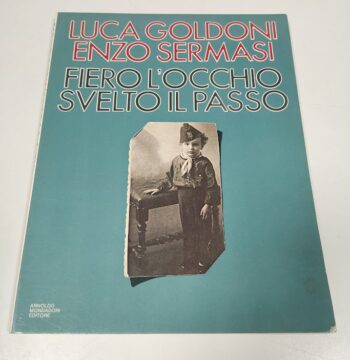 LUCA GOLDONI
ENZO SERMASI
FIERO L'OCCHIO
SVELTO IL PASSO
ARNOLDO
MONDADORI
EDITORE